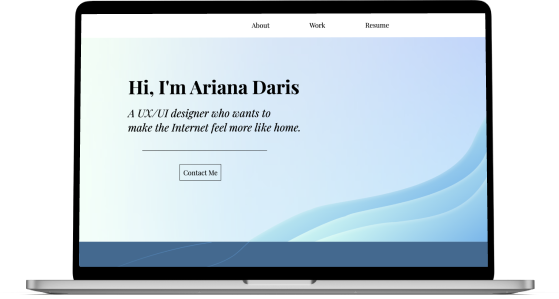 About Work Resume
Hi, I'm Ariana Daris
A UX/UI designer who wants to
make the Internet feel more like home.
Contact Me